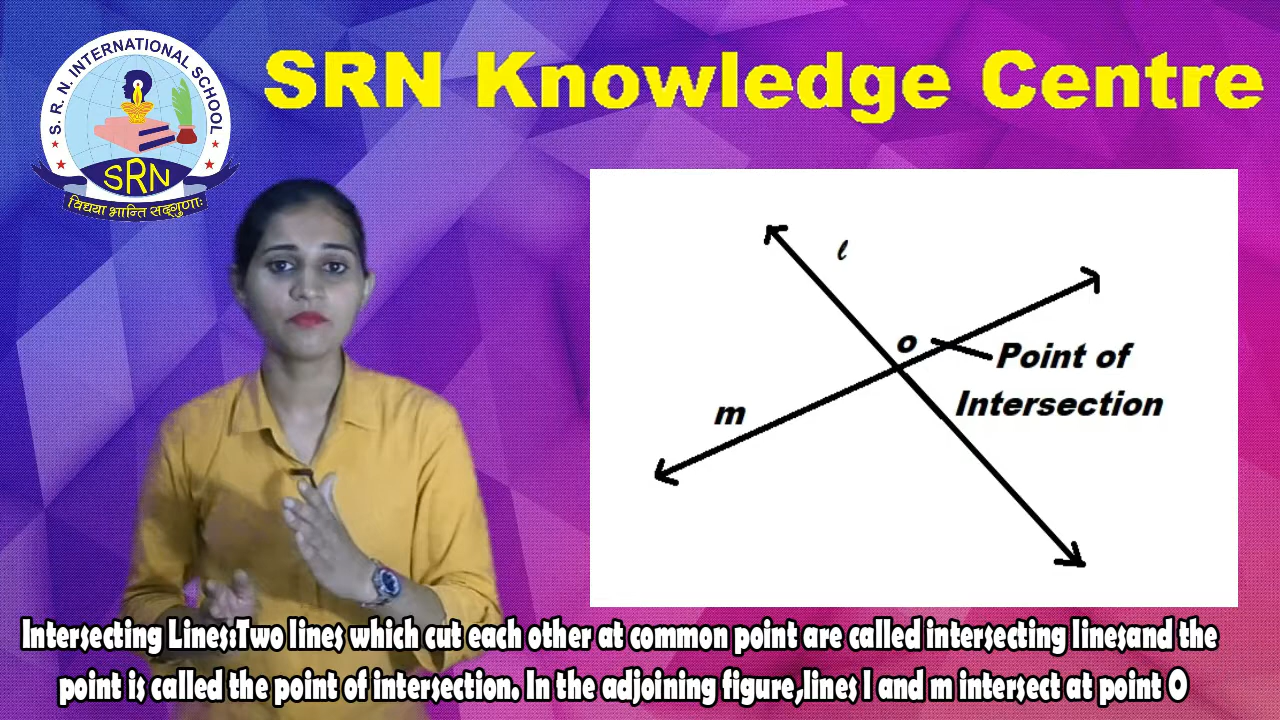 S. R. N. INTERNATIONAL SCHOOL
SRN
विद्यया भान्ति सद्गुणाः
SRN Knowledge Centre
l
o
Point of
Intersection
m
Intersecting Lines:Two lines which cut each other at common point are called intersecting linesand the
point is called the point of intersection. In the adjoining figure,lines l and m intersect at point O